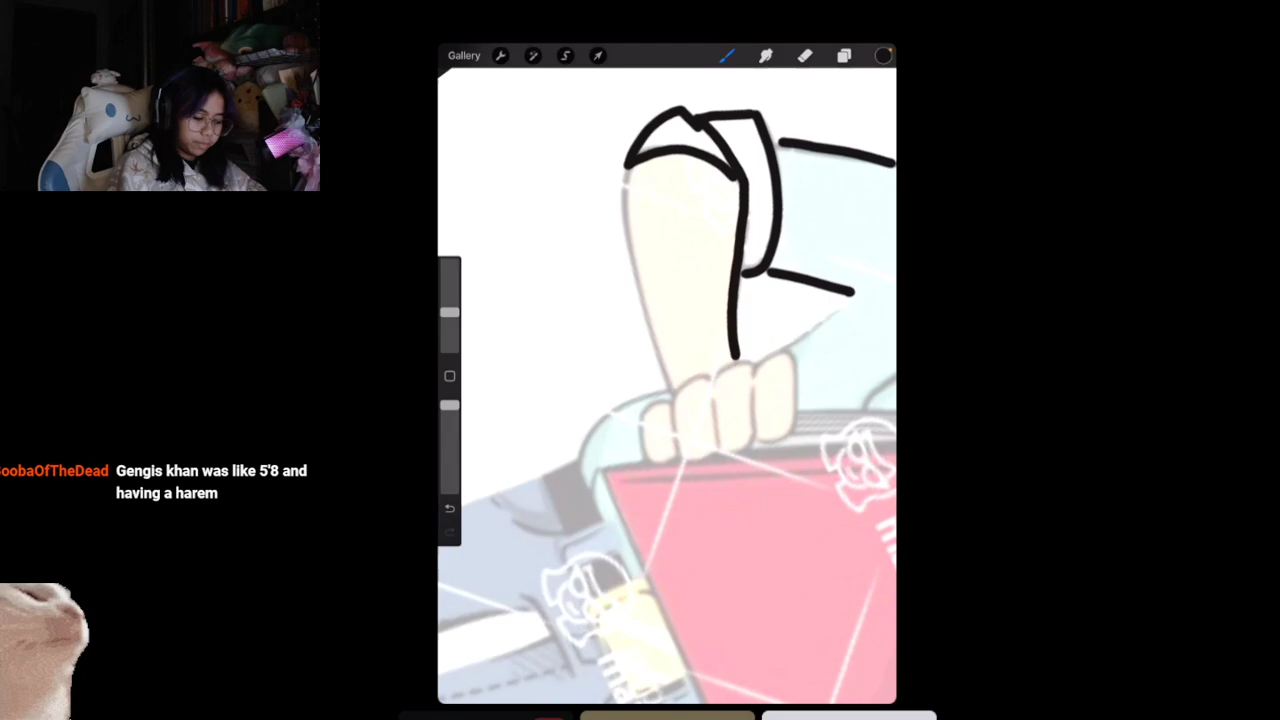 Gallery
oobaOfTheDead Gengis khan was like 5'8 and
having a harem